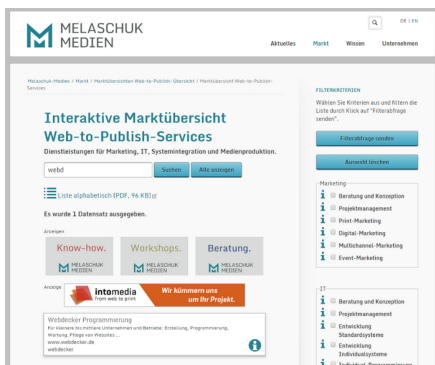 MELASCHUK
MEDIEN
DE | EN
Aktuelles Markt Wissen Unternehmen
Melaschuk-Medien / Markt / Marktübersichten Web-to-Publish- Übersicht / Marktübersicht Web-to-Publish-
Services
Interaktive Marktübersicht
Web-to-Publish-Services
Dienstleistungen für Marketing, IT, Systemintegration und Medienproduktion.
webd Suchen Alle anzeigen
Liste alphabetisch (PDF, 96 KB)
Es wurde 1 Datensatz ausgegeben.
Anzeigen
Know-how. Workshops. Beratung.
MELASCHUK
MEDIEN
MELASCHUK
MEDIEN
MELASCHUK
MEDIEN
Anzeige
intomedia
from web to print
Wir kümmern uns
um Ihr Projekt.
Webdecker Programmierung
Für kleinere bis mittlere Unternehmen und Betriebe: Erstellung, Programmierung,
Wartung, Pflege von Websites ...
www.webdecker.de
webdecker
FILTERKRITERIEN
Wählen Sie Kriterien aus und filtern die
Liste durch Klick auf "Filterabfrage
senden".
Filterabfrage senden
Auswahl löschen
Marketing
Beratung und Konzeption
Projektmanagement
Print-Marketing
Digital-Marketing
Multichannel-Marketing
Event-Marketing
IT
Beratung und Konzeption
Projektmanagement
Entwicklung
Standardsysteme
Entwicklung
Individualsysteme
Individual-Programmierung